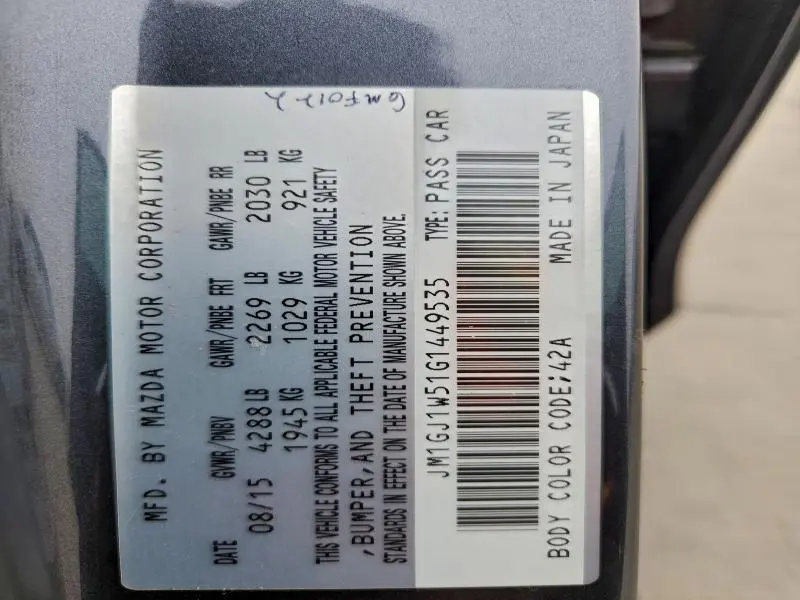 MFD. BY MAZDA MOTOR CORPORATION
DATE GVWR/PNBV GAWR/PNBE FRT GAWR/PNBE RR
08/15 4288 LB 2269 LB 2030 LB
1945 KG 1029 KG 921 KG
THIS VEHICLE CONFORMS TO ALL APPLICABLE FEDERAL MOTOR VEHICLE SAFETY
,BUMPER,AND THEFT PREVENTION
STANDARDS IN EFFECT ON THE DATE OF MANUFACTURE SHOWN ABOVE.
JM1GJ1W51G1449535 TYPE: PASS CAR
BODY COLOR CODE;42A MADE IN JAPAN